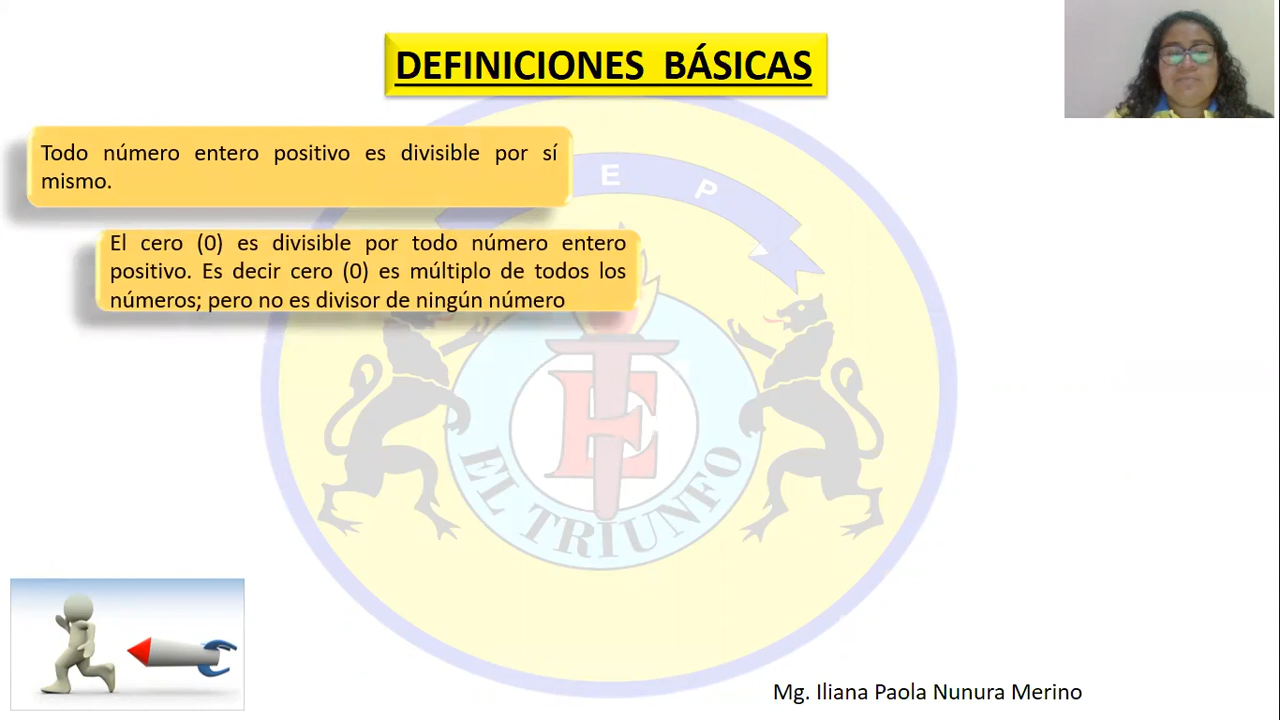 DEFINICIONES BÁSICAS
Todo número entero positivo es divisible por sí
mismo.
E P
El cero (0) es divisible por todo número entero
positivo. Es decir cero (0) es múltiplo de todos los
números; pero no es divisor de ningún número
E
EL TRIUNFO
Mg. Iliana Paola Nunura Merino